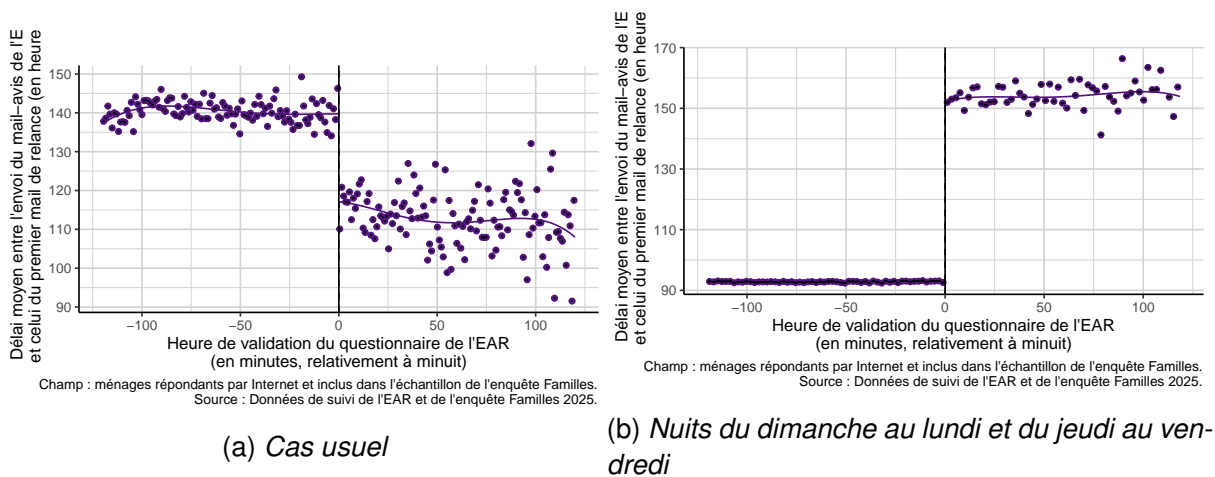 Délai moyen entre l'envoi du mail–avis de l'E
et celui du premier mail de relance (en heure
150
140
130
120
110
100
90
−100
−50
0
50
100
Heure de validation du questionnaire de l'EAR
(en minutes, relativement à minuit)
Champ : ménages répondants par Internet et inclus dans l'échantillon de l'enquête Familles.
Source : Données de suivi de l'EAR et de l'enquête Familles 2025.
(a) Cas usuel
Délai moyen entre l'envoi du mail–avis de l'E
et celui du premier mail de relance (en heure
170
150
130
110
90
−100
−50
0
50
100
Heure de validation du questionnaire de l'EAR
(en minutes, relativement à minuit)
Champ : ménages répondants par Internet et inclus dans l'échantillon de l'enquête Familles.
Source : Données de suivi de l'EAR et de l'enquête Familles 2025.
(b) Nuits du dimanche au lundi et du jeudi au ven-
dredi